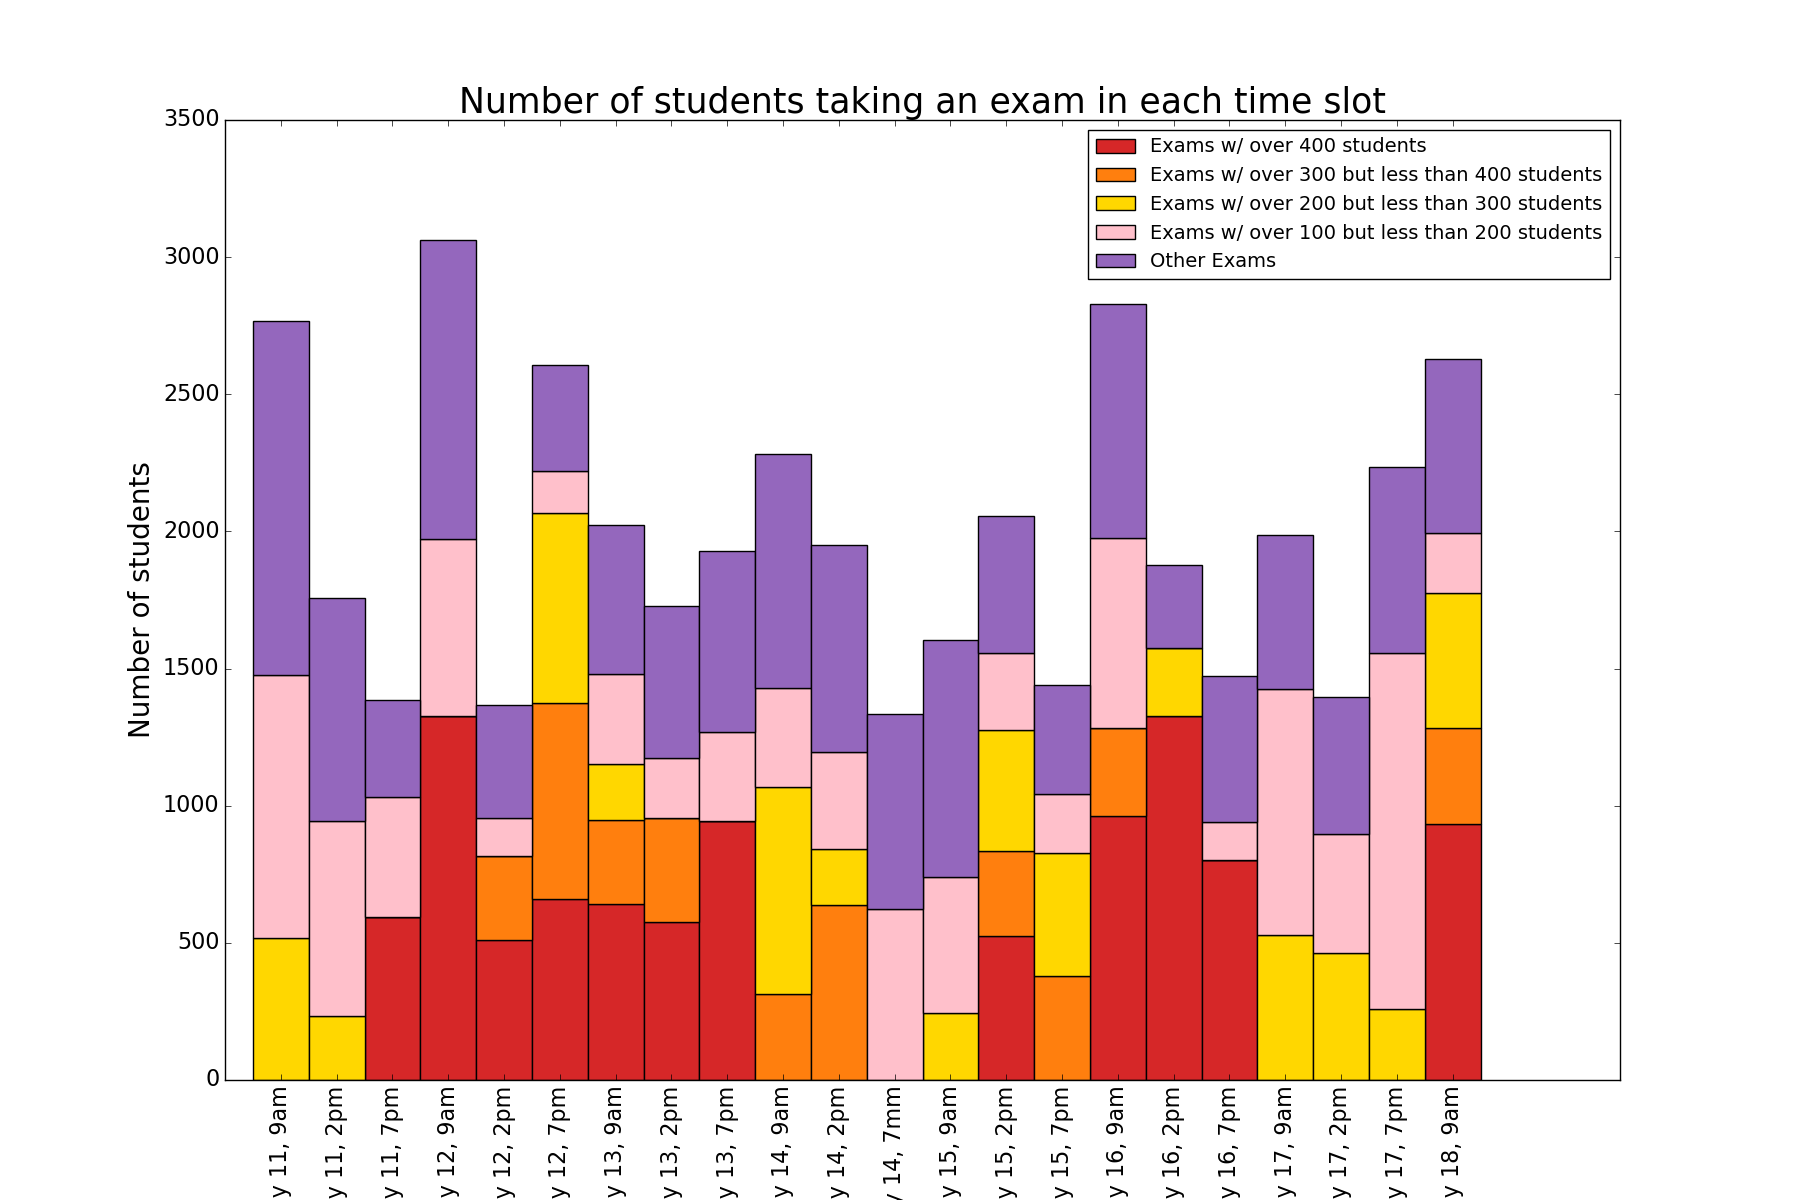 Number of students taking an exam in each time slot
Number of students
3500
3000
2500
2000
1500
1000
500
0
Exams w/ over 400 students
Exams w/ over 300 but less than 400 students
Exams w/ over 200 but less than 300 students
Exams w/ over 100 but less than 200 students
Other Exams
y 11, 9am
y 11, 2pm
y 11, 7pm
y 12, 9am
y 12, 2pm
y 12, 7pm
y 13, 9am
y 13, 2pm
y 13, 7pm
y 14, 9am
y 14, 2pm
y 14, 7mm
y 15, 9am
y 15, 2pm
y 15, 7pm
y 16, 9am
y 16, 2pm
y 16, 7pm
y 17, 9am
y 17, 2pm
y 17, 7pm
y 18, 9am